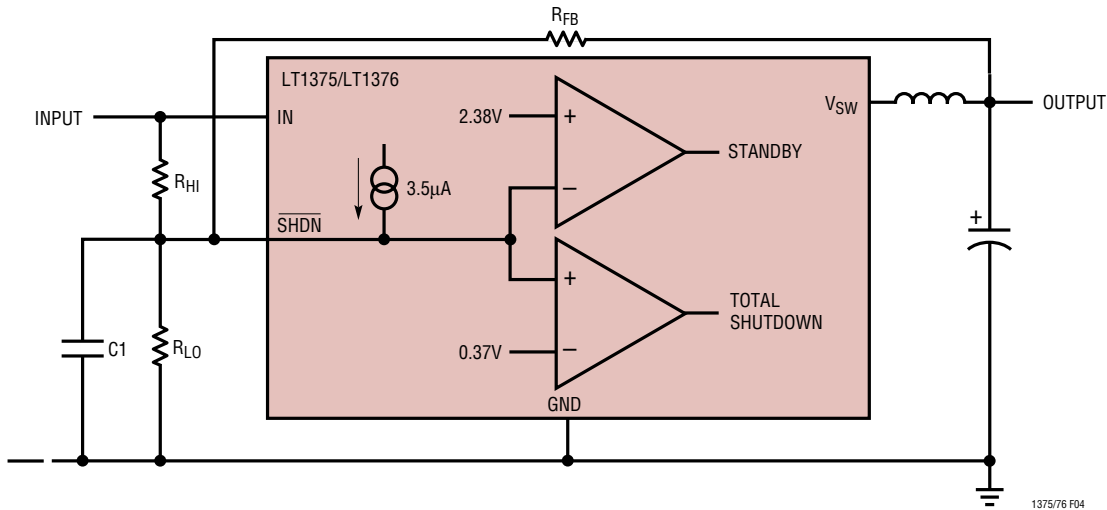 RFB
LT1375/LT1376
INPUT
IN
2.38V
+
–
STANDBY
VSW
OUTPUT
RHI
3.5µA
SHDN
+
+
–
TOTAL
SHUTDOWN
0.37V
C1
RLO
GND
1375/76 F04